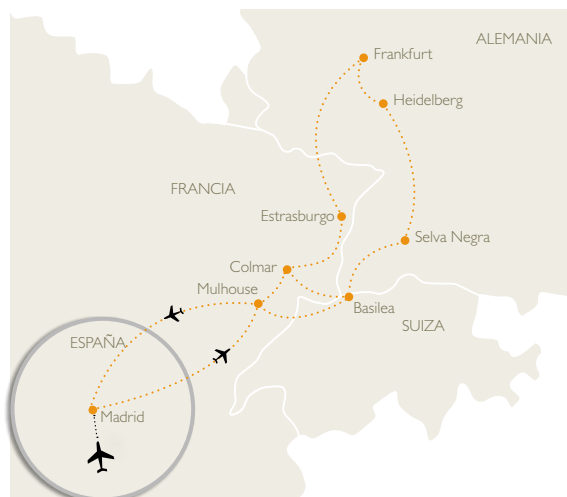 ALEMANIA
Frankfurt
Heidelberg
FRANCIA
Estrasburgo
Selva Negra
Colmar
Mulhouse
Basilea
SUIZA
ESPAÑA
Madrid